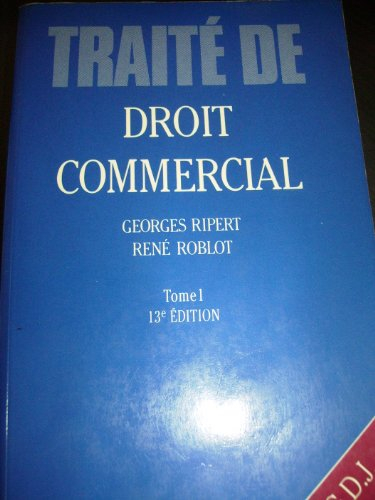 TRAITÉ DE
DROIT
COMMERCIAL
GEORGES RIPERT
RENÉ ROBLOT
Tome 1
13e ÉDITION
.D.J